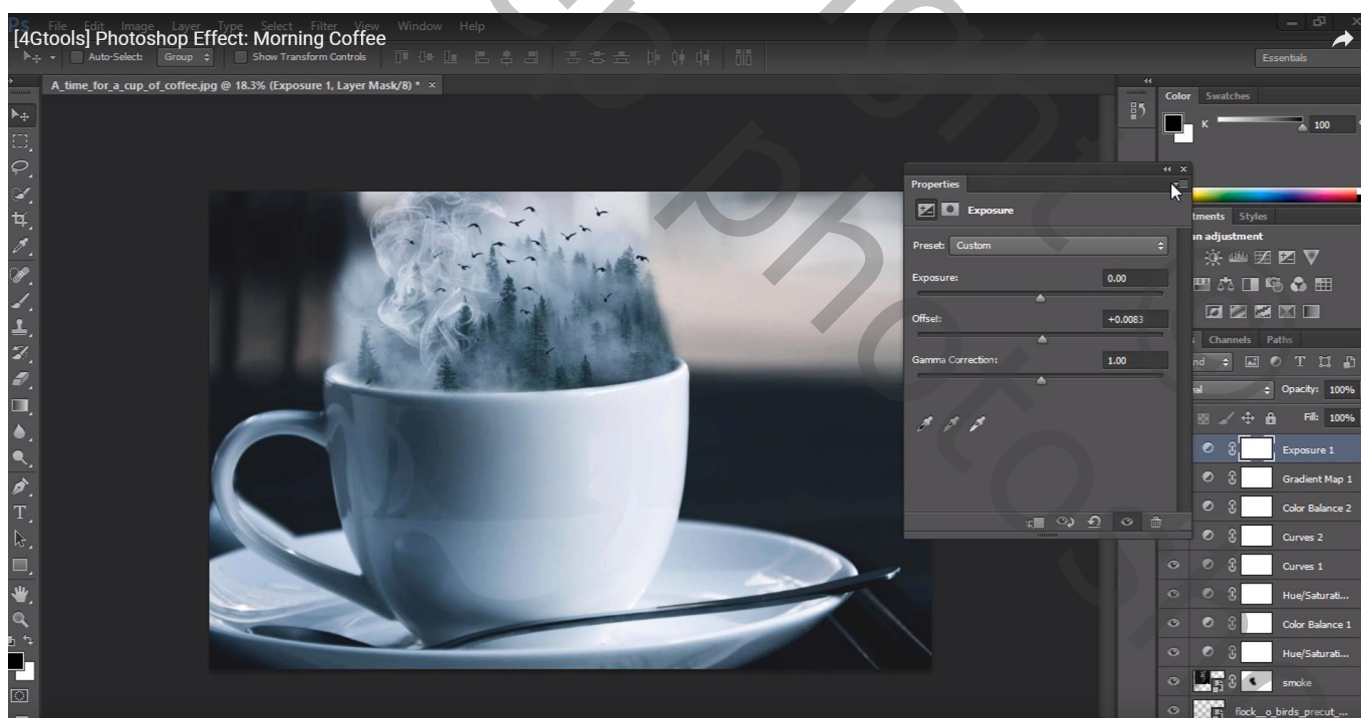 Ps File Edit Image Layer Type Select Filter View Window Help
[4Gtools] Photoshop Effect: Morning Coffee
Auto-Select: Group Show Transform Controls
Essentials
A_time_for_a_cup_of_coffee.jpg @ 18.3% (Exposure 1, Layer Mask/8) * ×
Color Swatches
K 100
Properties
Exposure
Preset: Custom
Exposure: 0.00
Offset: +0.0083
Gamma Correction: 1.00
tments Styles
an adjustment
Channels Paths
Opacity: 100%
Fill: 100%
Exposure 1
Gradient Map 1
Color Balance 2
Curves 2
Curves 1
Hue/Saturati...
Color Balance 1
Hue/Saturati...
smoke
flock__o_birds_precut_...